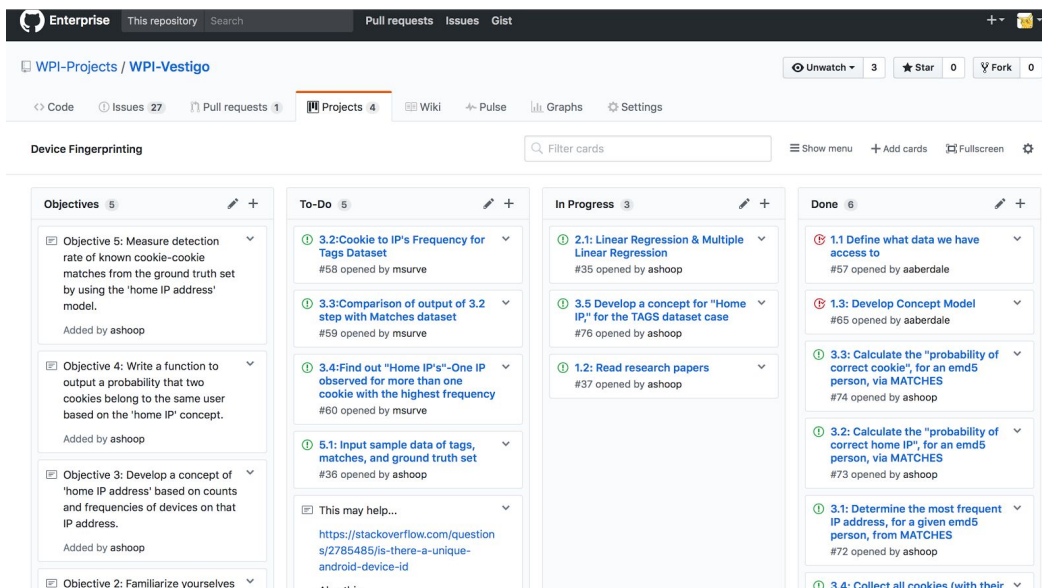 Enterprise This repository Search Pull requests Issues Gist
WPI-Projects / WPI-Vestigo
Unwatch 3 Star 0 Fork 0
Code Issues 27 Pull requests 1 Projects 4 Wiki Pulse Graphs Settings
Device Fingerprinting
Filter cards
Show menu + Add cards Fullscreen
Objectives 5
Objective 5: Measure detection
rate of known cookie-cookie
matches from the ground truth set
by using the 'home IP address'
model.
Added by ashoop
Objective 4: Write a function to
output a probability that two
cookies belong to the same user
based on the 'home IP' concept.
Added by ashoop
Objective 3: Develop a concept of
'home IP address' based on counts
and frequencies of devices on that
IP address.
Added by ashoop
Objective 2: Familiarize yourselves
To-Do 5
3.2:Cookie to IP's Frequency for
Tags Dataset
#58 opened by msurve
3.3:Comparison of output of 3.2
step with Matches dataset
#59 opened by msurve
3.4:Find out "Home IP's"-One IP
observed for more than one
cookie with the highest frequency
#60 opened by msurve
5.1: Input sample data of tags,
matches, and ground truth set
#36 opened by ashoop
This may help...
https://stackoverflow.com/question
s/2785485/is-there-a-unique-
android-device-id
In Progress 3
2.1: Linear Regression & Multiple
Linear Regression
#35 opened by ashoop
3.5 Develop a concept for "Home
IP," for the TAGS dataset case
#76 opened by ashoop
1.2: Read research papers
#37 opened by ashoop
Done 6
1.1 Define what data we have
access to
#57 opened by aaberdale
1.3: Develop Concept Model
#65 opened by aaberdale
3.3: Calculate the "probability of
correct cookie", for an emd5
person, via MATCHES
#74 opened by ashoop
3.2: Calculate the "probability of
correct home IP", for an emd5
person, via MATCHES
#73 opened by ashoop
3.1: Determine the most frequent
IP address, for a given emd5
person, from MATCHES
#72 opened by ashoop
3.4: Collect all cookies (with their